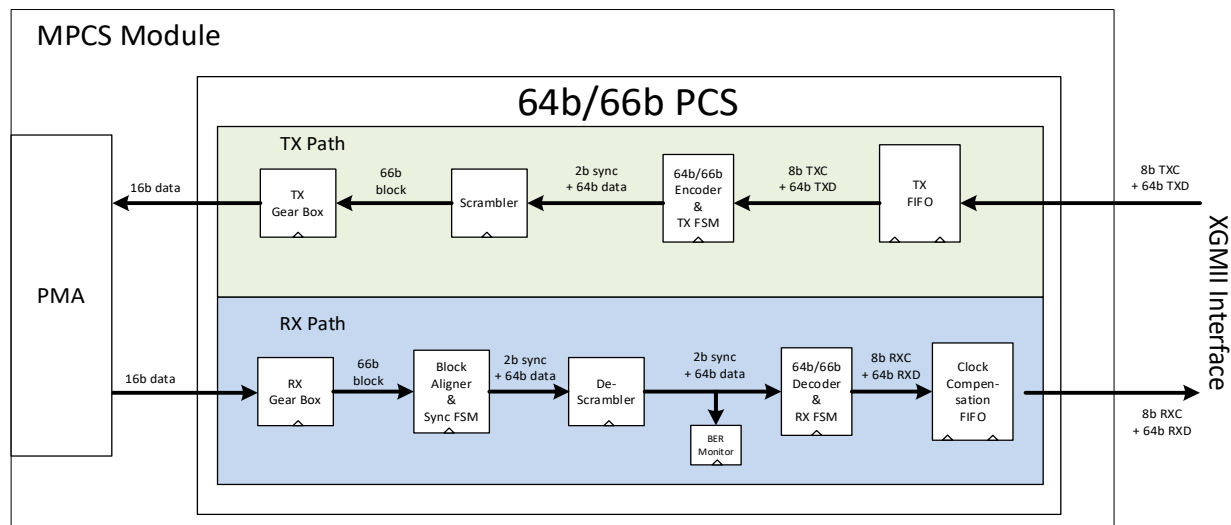 MPCS Module
64b/66b PCS
TX Path
16b data
TX
Gear Box
66b
block
Scrambler
2b sync
+ 64b data
64b/66b
Encoder
&
TX FSM
8b TXC
+ 64b TXD
TX
FIFO
8b TXC
+ 64b TXD
PMA
XGMII Interface
RX Path
16b data
RX
Gear Box
66b
block
Block
Aligner
&
Sync FSM
2b sync
+ 64b data
De-
Scrambler
2b sync
+ 64b data
BER
Monitor
64b/66b
Decoder
&
RX FSM
8b RXC
+ 64b RXD
Clock
Compen-
sation
FIFO
8b RXC
+ 64b RXD